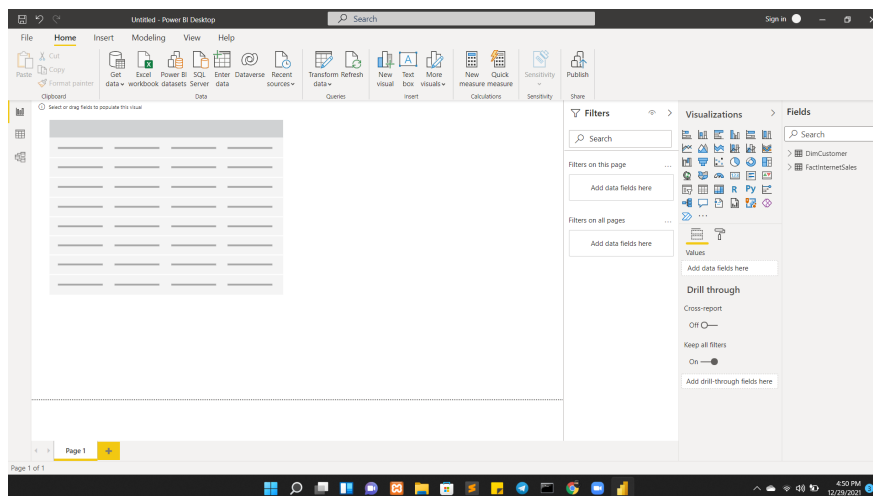 Untitled - Power BI Desktop
Search
Sign in
File Home Insert Modeling View Help
Paste
Cut
Copy
Format painter
Clipboard
Get data
Excel workbook
Power BI datasets
SQL Server
Enter data
Dataverse
Recent sources
Data
Transform data
Refresh
Queries
New visual
Text box
More visuals
Insert
New measure
Quick measure
Calculations
Sensitivity
Sensitivity
Publish
Share
Select or drag fields to populate this visual
Filters
Search
Filters on this page ...
Add data fields here
Filters on all pages ...
Add data fields here
Visualizations
R Py
...
Values
Add data fields here
Drill through
Cross-report
Off
Keep all filters
On
Add drill-through fields here
Fields
Search
DimCustomer
FactInternetSales
Page 1
Page 1 of 1
4:50 PM
12/29/2021